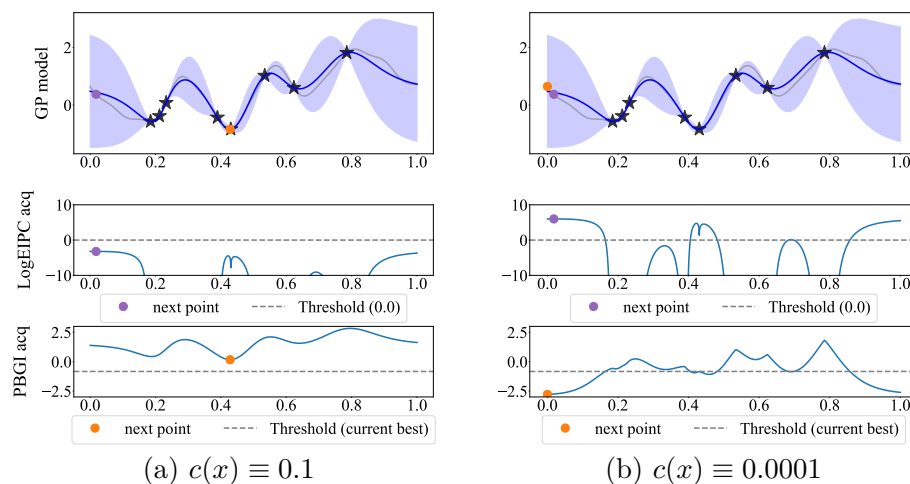 GP model
2
0
0.0 0.2 0.4 0.6 0.8 1.0
LogEIPC acq
10
0
−10
0.0 0.2 0.4 0.6 0.8 1.0
next point Threshold (0.0)
PBGI acq
2.5
0.0
−2.5
0.0 0.2 0.4 0.6 0.8 1.0
next point Threshold (current best)
(a) c(x) ≡ 0.1
GP model
2
0
0.0 0.2 0.4 0.6 0.8 1.0
LogEIPC acq
10
0
−10
0.0 0.2 0.4 0.6 0.8 1.0
next point Threshold (0.0)
PBGI acq
2.5
0.0
−2.5
0.0 0.2 0.4 0.6 0.8 1.0
next point Threshold (current best)
(b) c(x) ≡ 0.0001